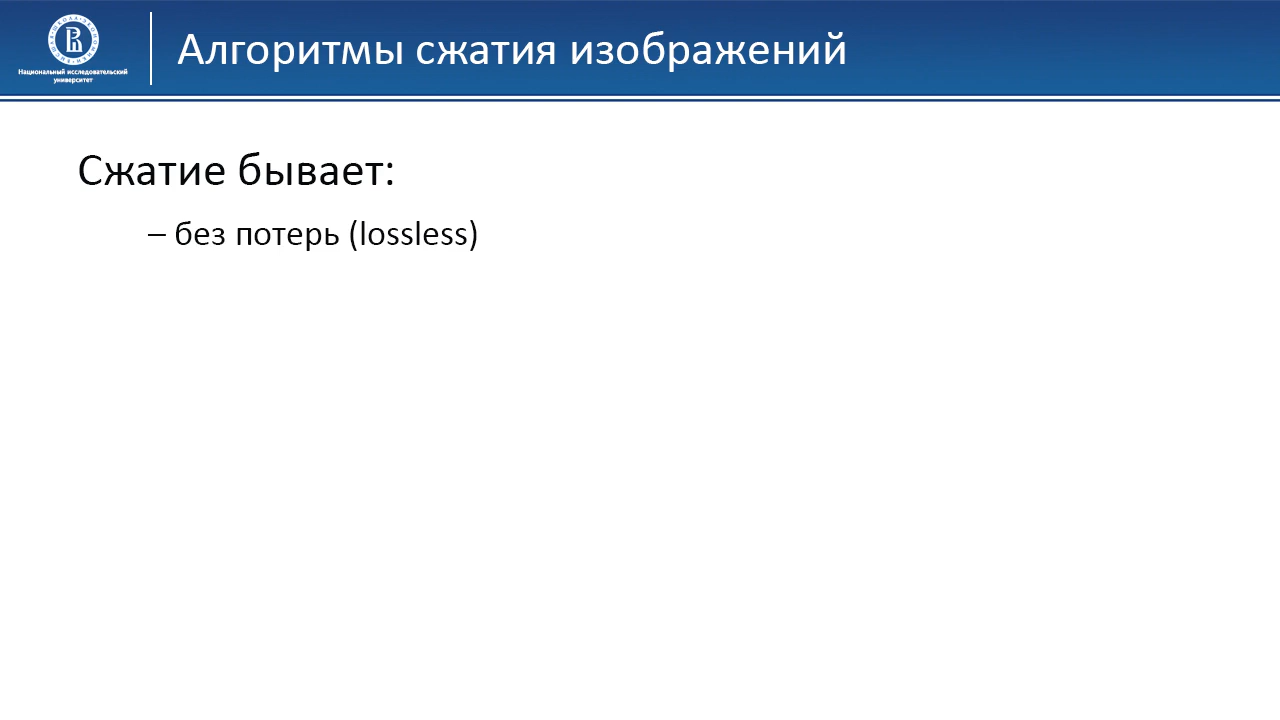 Национальный исследовательский
университет
Алгоритмы сжатия изображений
Сжатие бывает:
– без потерь (lossless)